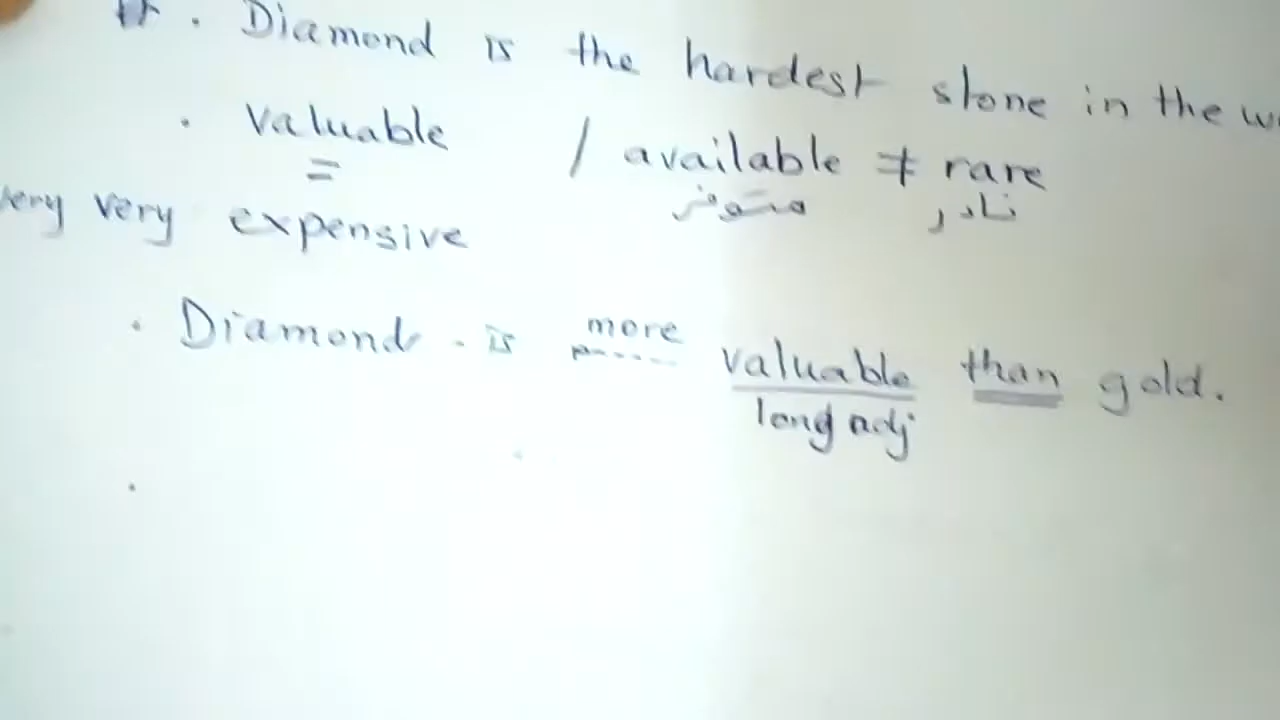 . Diamond is the hardest stone in the
. Valuable / available ≠ rare
= متوفر نادر
very very expensive
. Diamond . is more valuable than gold.
long adj
.